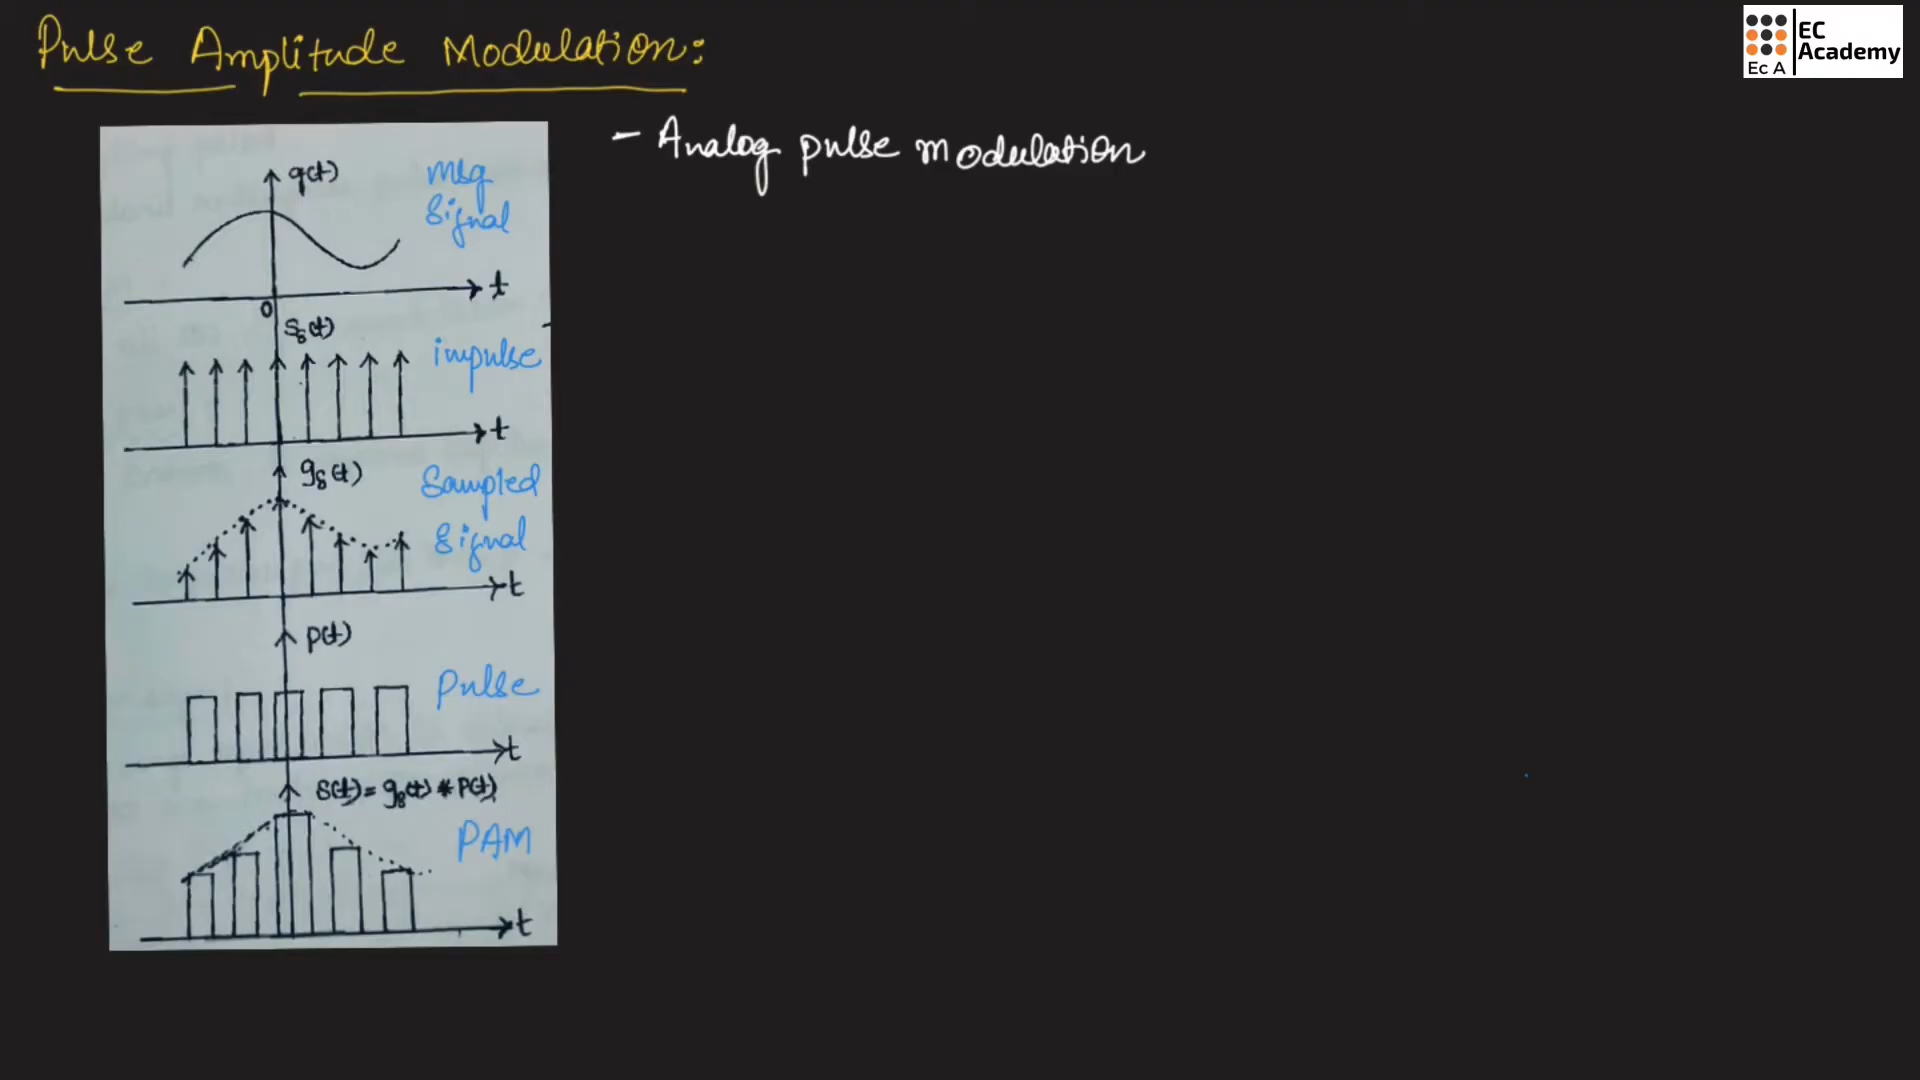 Pulse Amplitude Modulation:
EC
Academy
Ec A
- Analog pulse modulation
g(t)
Msg
Signal
t
0
Sδ(t)
impulse
t
gδ(t)
Sampled
Signal
t
p(t)
Pulse
t
S(t) = gδ(t) * P(t)
PAM
t